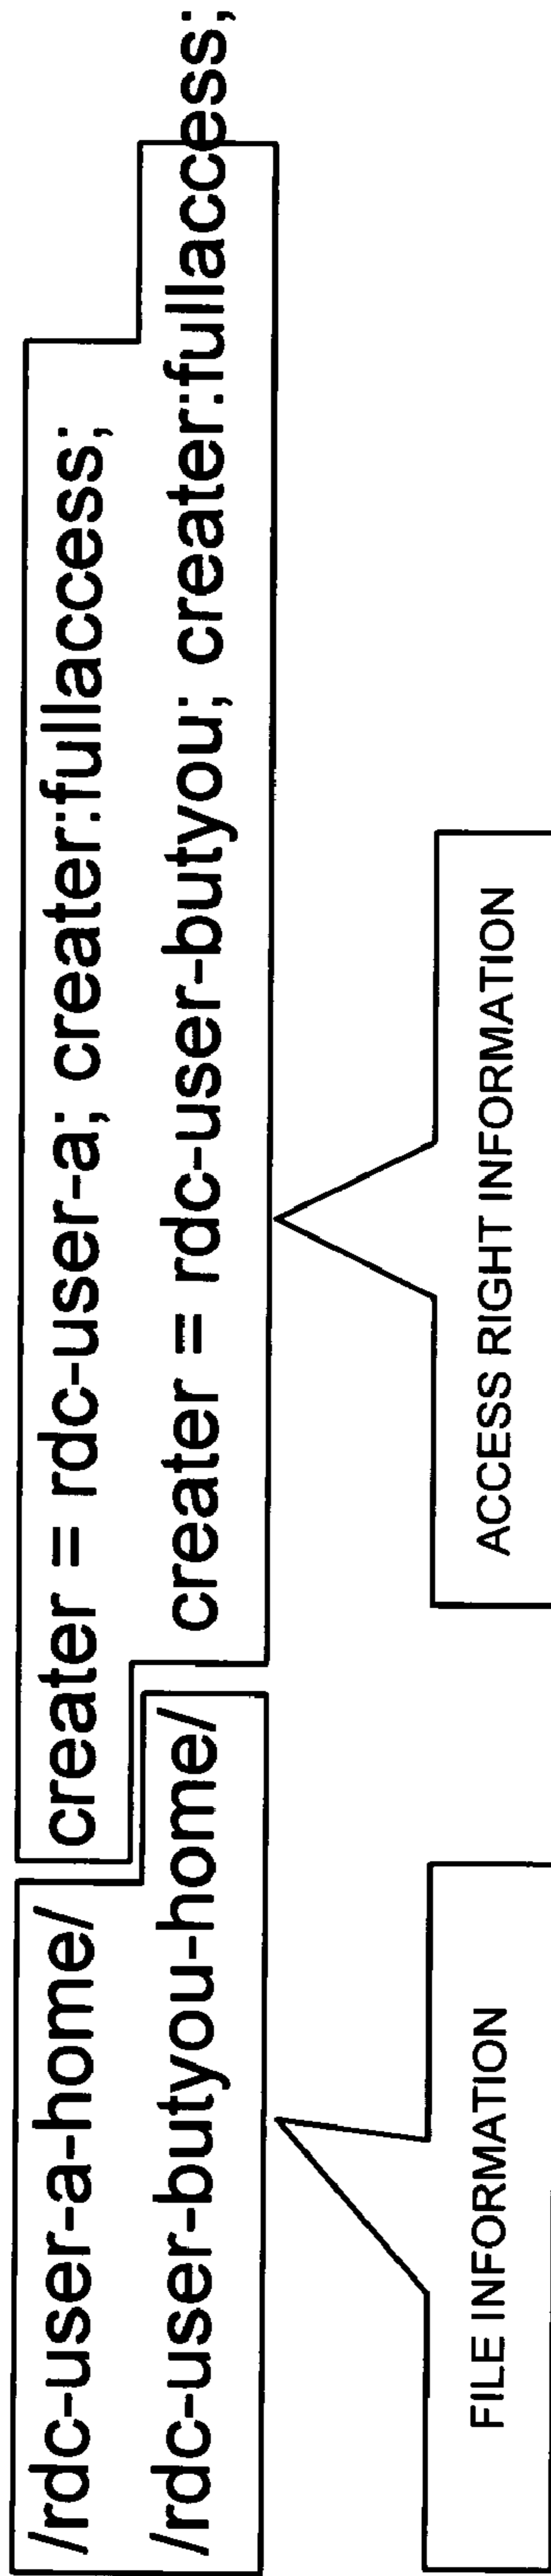 /rdc-user-a-home/ creater = rdc-user-a; creater:fullaccess;
/rdc-user-butyou-home/ creater = rdc-user-butyou; creater:fullaccess;
FILE INFORMATION
ACCESS RIGHT INFORMATION